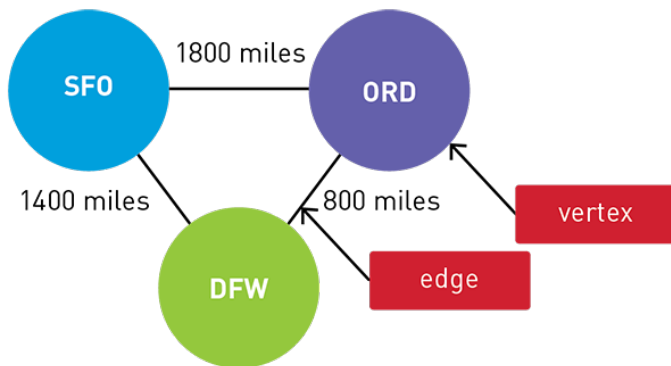 1800 miles
SFO
ORD
1400 miles
800 miles
vertex
DFW
edge